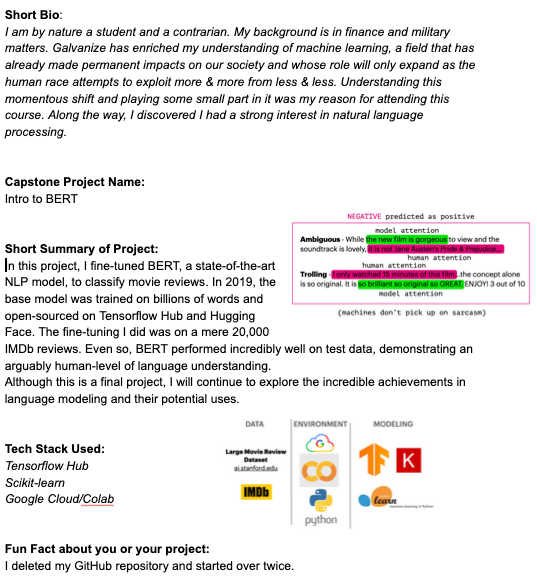 Short Bio:
I am by nature a student and a contrarian. My background is in finance and military
matters. Galvanize has enriched my understanding of machine learning, a field that has
already made permanent impacts on our society and whose role will only expand as the
human race attempts to exploit more & more from less & less. Understanding this
momentous shift and playing some small part in it was my reason for attending this
course. Along the way, I discovered I had a strong interest in natural language
processing.
Capstone Project Name:
Intro to BERT
NEGATIVE predicted as positive
model attention
Ambiguous - While the new film is gorgeous to view and the
soundtrack is lovely, it is not Jane Austen's Pride & Prejudice...
human attention
human attention
Trolling - I only watched 15 minutes of this film...the concept alone
is so original. It is so brilliant so original so GREAT. ENJOY! 3 out of 10
model attention
(machines don't pick up on sarcasm)
Short Summary of Project:
In this project, I fine-tuned BERT, a state-of-the-art
NLP model, to classify movie reviews. In 2019, the
base model was trained on billions of words and
open-sourced on Tensorflow Hub and Hugging
Face. The fine-tuning I did was on a mere 20,000
IMDb reviews. Even so, BERT performed incredibly well on test data, demonstrating an
arguably human-level of language understanding.
Although this is a final project, I will continue to explore the incredible achievements in
language modeling and their potential uses.
DATA
ENVIRONMENT
MODELING
Large Movie Review
Dataset
ai.stanford.edu
IMDb
python
K
learn
machine learning in Python
Tech Stack Used:
Tensorflow Hub
Scikit-learn
Google Cloud/Colab
Fun Fact about you or your project:
I deleted my GitHub repository and started over twice.